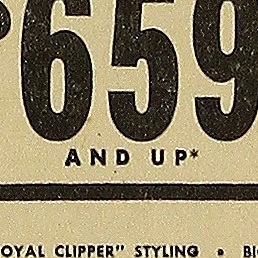 659
AND UP*
OYAL CLIPPER" STYLING •